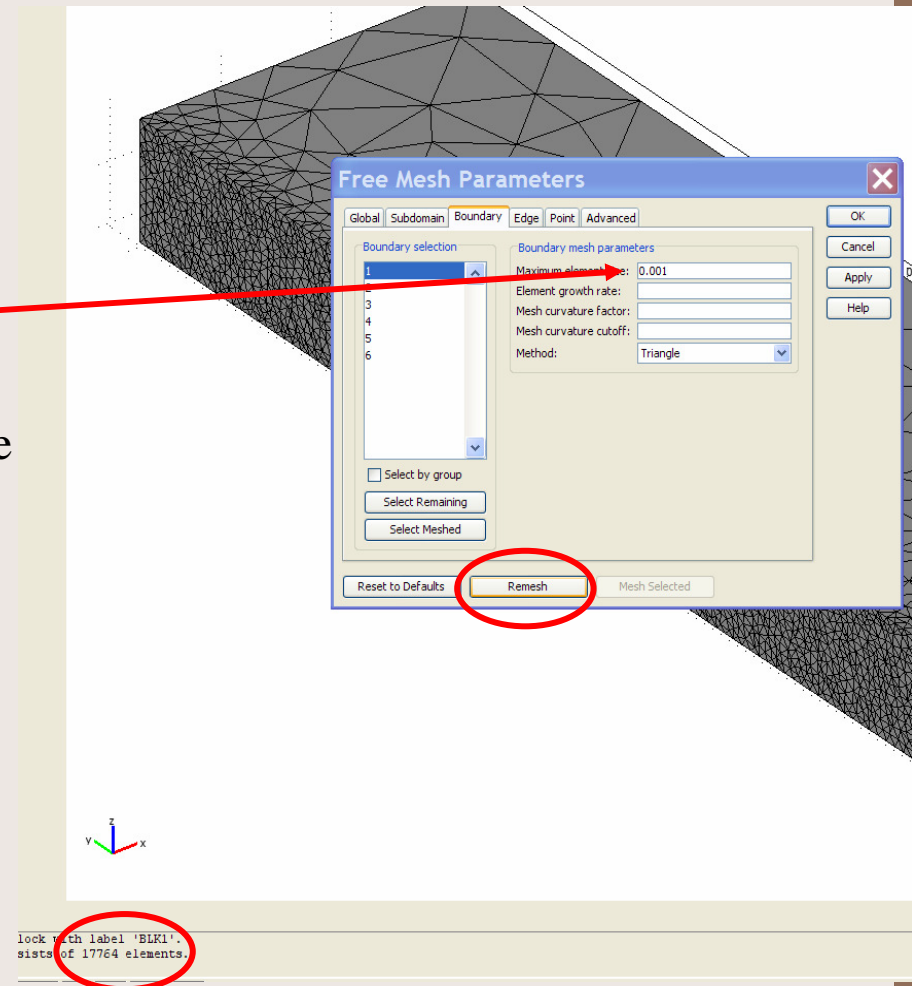 Free Mesh Parameters
Global Subdomain Boundary Edge Point Advanced
Boundary selection
1
3
4
5
6
Select by group
Select Remaining
Select Meshed
Boundary mesh parameters
Maximum element size: 0.001
Element growth rate:
Mesh curvature factor:
Mesh curvature cutoff:
Method: Triangle
OK
Cancel
Apply
Help
Reset to Defaults Remesh Mesh Selected
e
z
y x
lock with label 'BLK1'.
sists of 17764 elements.